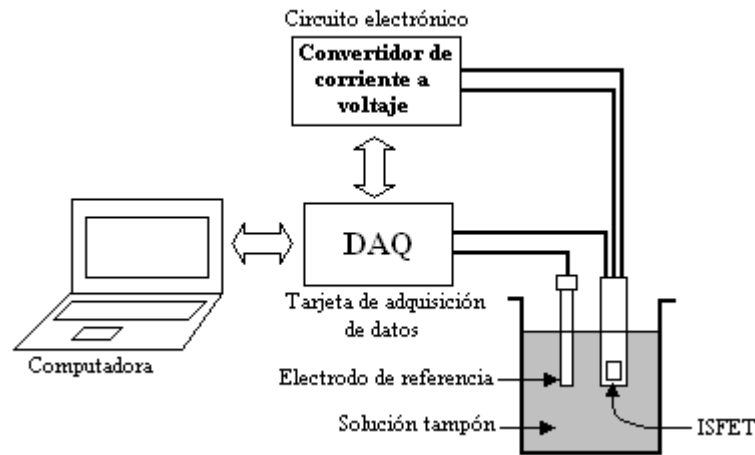 Circuito electrónico
Convertidor de
corriente a
voltaje
DAQ
Tarjeta de adquisición
de datos
Computadora
Electrodo de referencia
Solución tampón
ISFET